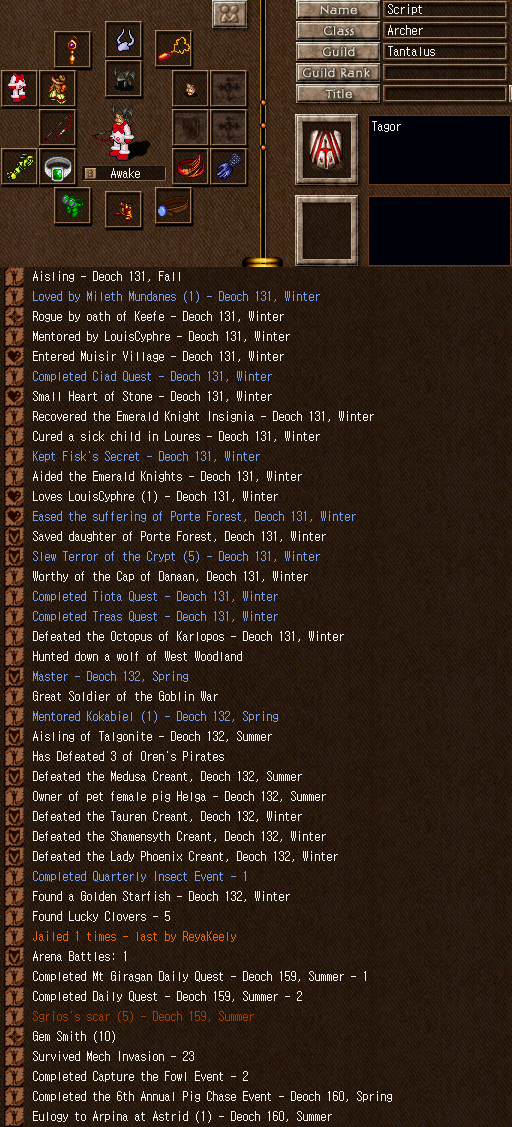 Name Script
Class Archer
Guild Tantalus
Guild Rank
Title
Tagor
Awake
Aisling - Deoch 131, Fall
Loved by Mileth Mundanes (1) - Deoch 131, Winter
Rogue by oath of Keefe - Deoch 131, Winter
Mentored by LouisCyphre - Deoch 131, Winter
Entered Muisir Village - Deoch 131, Winter
Completed Ciad Quest - Deoch 131, Winter
Small Heart of Stone - Deoch 131, Winter
Recovered the Emerald Knight Insignia - Deoch 131, Winter
Cured a sick child in Loures - Deoch 131, Winter
Kept Fisk's Secret - Deoch 131, Winter
Aided the Emerald Knights - Deoch 131, Winter
Loves LouisCyphre (1) - Deoch 131, Winter
Eased the suffering of Porte Forest, Deoch 131, Winter
Saved daughter of Porte Forest, Deoch 131, Winter
Slew Terror of the Crypt (5) - Deoch 131, Winter
Worthy of the Cap of Danaan, Deoch 131, Winter
Completed Tiota Quest - Deoch 131, Winter
Completed Treas Quest - Deoch 131, Winter
Defeated the Octopus of Karlopos - Deoch 131, Winter
Hunted down a wolf of West Woodland
Master - Deoch 132, Spring
Great Soldier of the Goblin War
Mentored Kokabiel (1) - Deoch 132, Spring
Aisling of Talgonite - Deoch 132, Summer
Has Defeated 3 of Oren's Pirates
Defeated the Medusa Creant, Deoch 132, Summer
Owner of pet female pig Helga - Deoch 132, Summer
Defeated the Tauren Creant, Deoch 132, Winter
Defeated the Shamensyth Creant, Deoch 132, Winter
Defeated the Lady Phoenix Creant, Deoch 132, Winter
Completed Quarterly Insect Event - 1
Found a Golden Starfish - Deoch 132, Winter
Found Lucky Clovers - 5
Jailed 1 times - last by ReyaKeely
Arena Battles: 1
Completed Mt Giragan Daily Quest - Deoch 159, Summer - 1
Completed Daily Quest - Deoch 159, Summer - 2
Sgrios's scar (5) - Deoch 159, Summer
Gem Smith (10)
Survived Mech Invasion - 23
Completed Capture the Fowl Event - 2
Completed the 6th Annual Pig Chase Event - Deoch 160, Spring
Eulogy to Arpina at Astrid (1) - Deoch 160, Summer